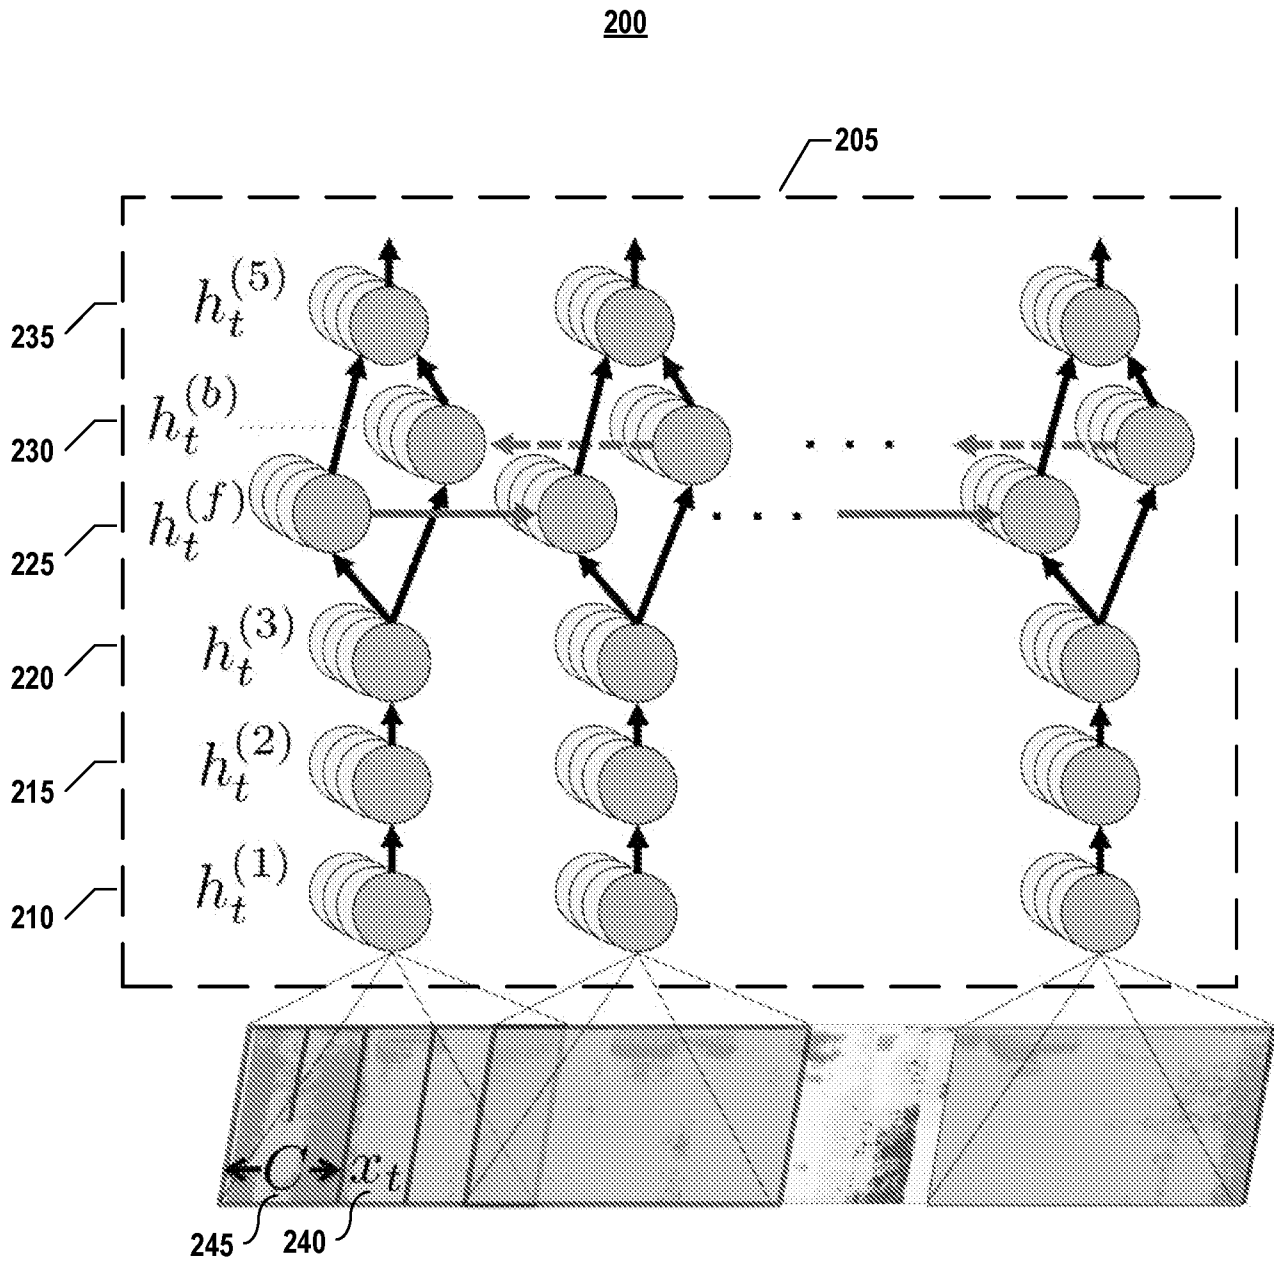 200
205
h_t^{(5)}
235
h_t^{(b)}
230
h_t^{(f)}
225
h_t^{(3)}
220
h_t^{(2)}
215
h_t^{(1)}
210
C x_t
245 240